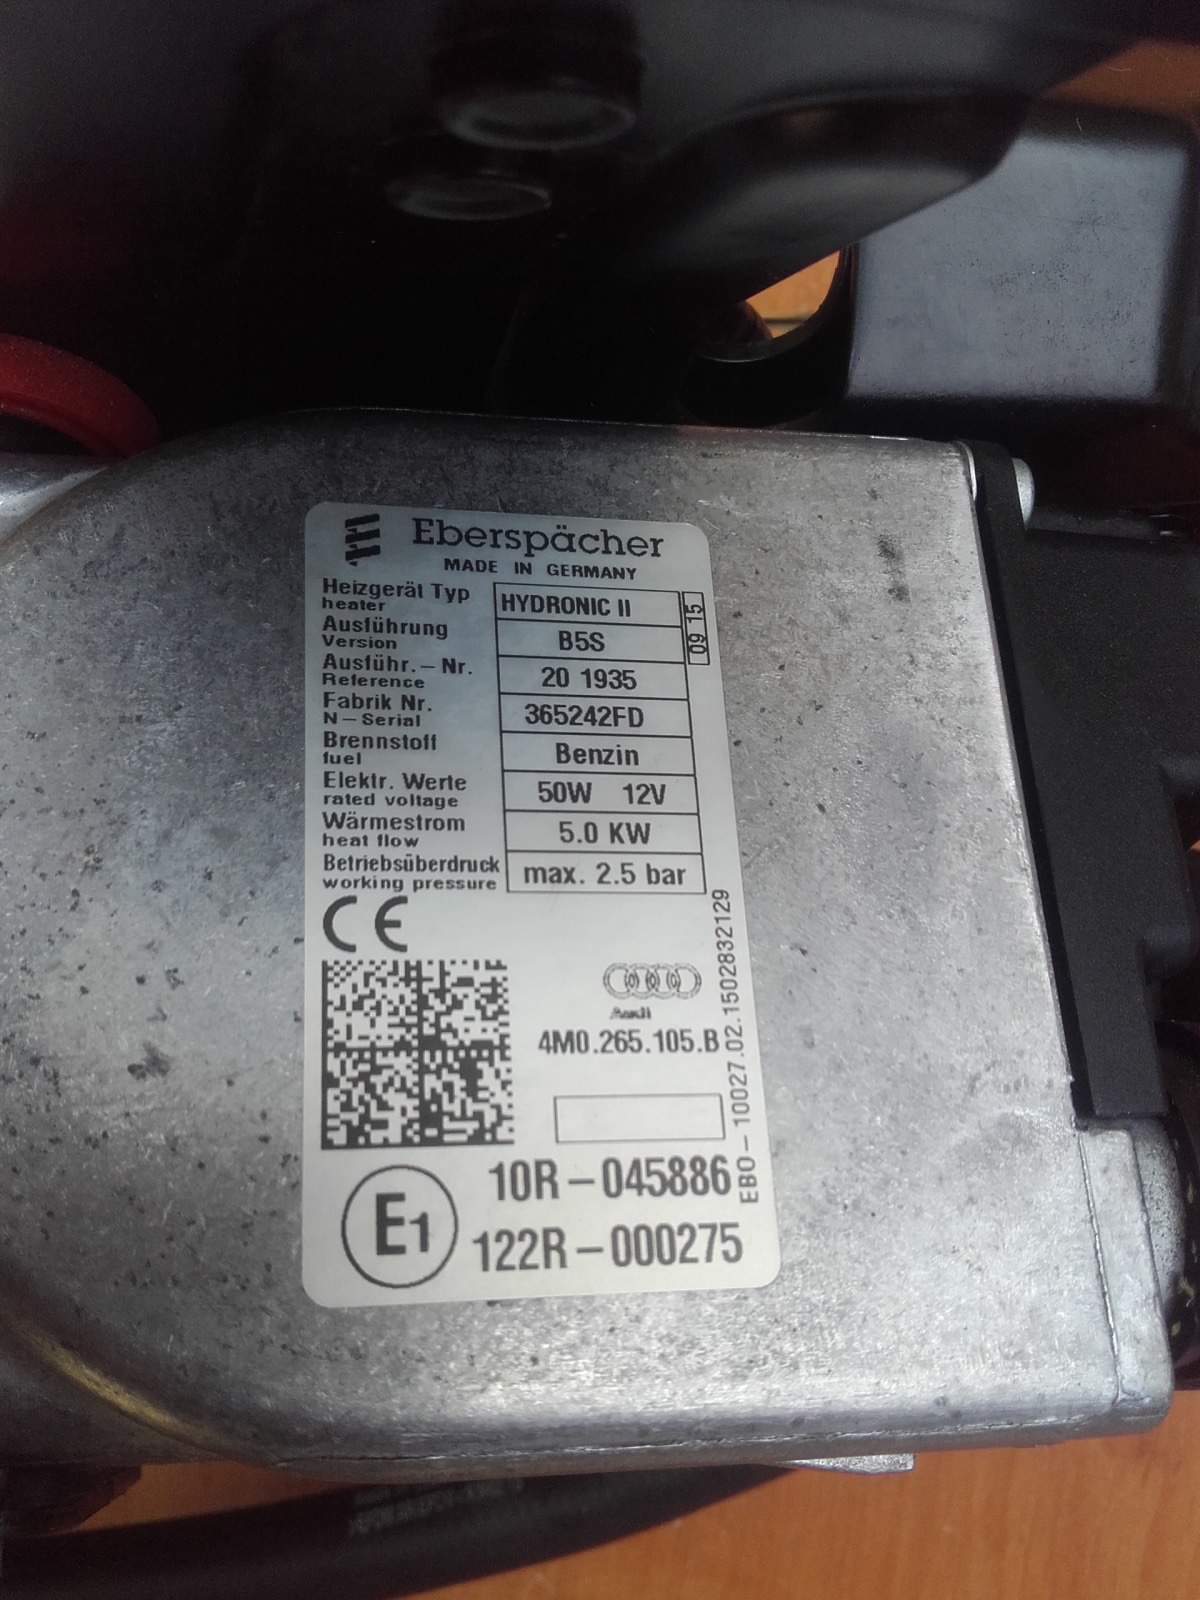 Eberspächer
MADE IN GERMANY
Heizgerät Typ HYDRONIC II
heater
09 15
Ausführung B5S
Version
Ausführ.-Nr. 20 1935
Reference
Fabrik Nr. 365242FD
N-Serial
Brennstoff Benzin
fuel
Elektr. Werte 50W 12V
rated voltage
Wärmestrom 5.0 KW
heat flow
Betriebsüberdruck max. 2.5 bar
working pressure
CE
Audi
4M0.265.105.B
EBO-10027.02.1502832129
E1
10R-045886
122R-000275